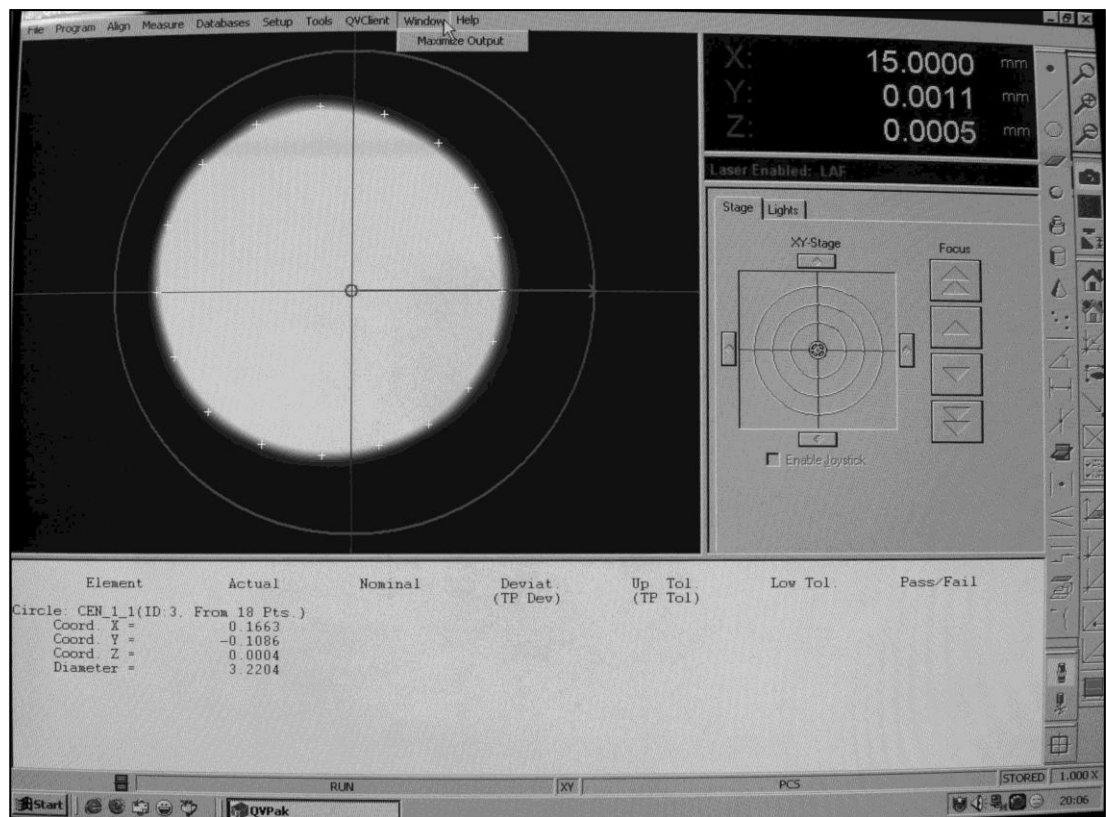 File Program Align Measure Databases Setup Tools QVClient Window Help
Maximize Output
X: 15.0000 mm
Y: 0.0011 mm
Z: 0.0005 mm
Laser Enabled: LAF
Stage Lights
XY-Stage Focus
Enable Joystick
Element Actual Nominal Deviat. Up Tol. Low Tol. Pass/Fail
(TP Dev) (TP Tol)
Circle: CEN_1_1(ID:3, From 18 Pts.)
Coord. X = 0.1663
Coord. Y = -0.1086
Coord. Z = 0.0004
Diameter = 3.2204
RUN XY PCS STORED 1.000 X
Start QVPak 20:06